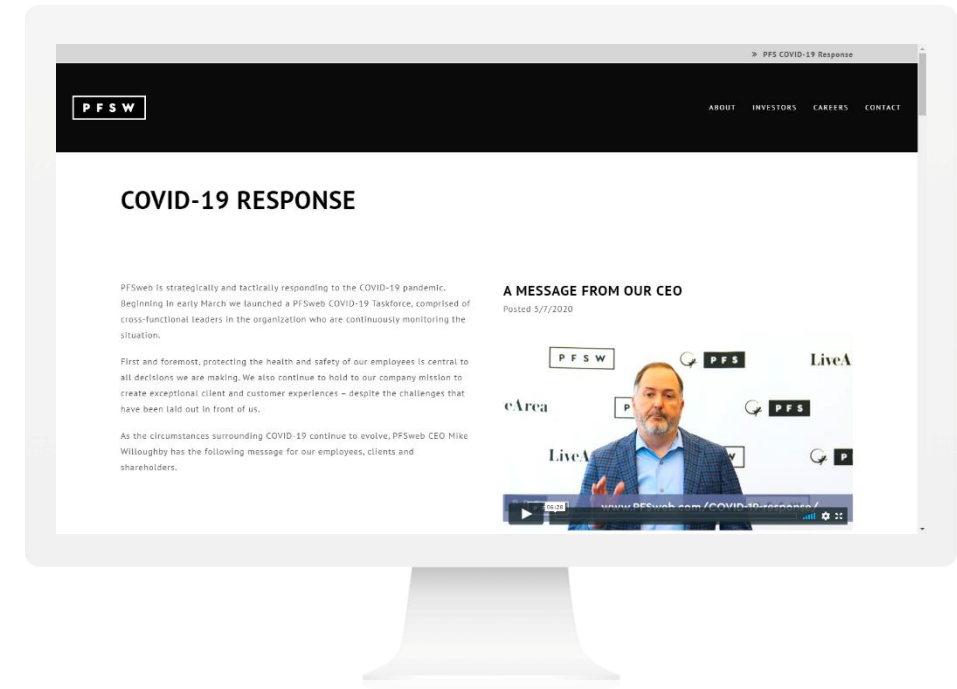 » PFS COVID-19 Response
PFSW
ABOUT INVESTORS CAREERS CONTACT
COVID-19 RESPONSE
PFSweb is strategically and tactically responding to the COVID-19 pandemic.
Beginning in early March we launched a PFSweb COVID-19 Taskforce, comprised of
cross-functional leaders in the organization who are continuously monitoring the
situation.
First and foremost, protecting the health and safety of our employees is central to
all decisions we are making. We also continue to hold to our company mission to
create exceptional client and customer experiences – despite the challenges that
have been laid out in front of us.
As the circumstances surrounding COVID-19 continue to evolve, PFSweb CEO Mike
Willoughby has the following message for our employees, clients and
shareholders.
A MESSAGE FROM OUR CEO
Posted 5/7/2020
PFSW PFS LiveA
eArea P PFS
LiveA W P
06:28 www.PFSweb.com/COVID-19-response/